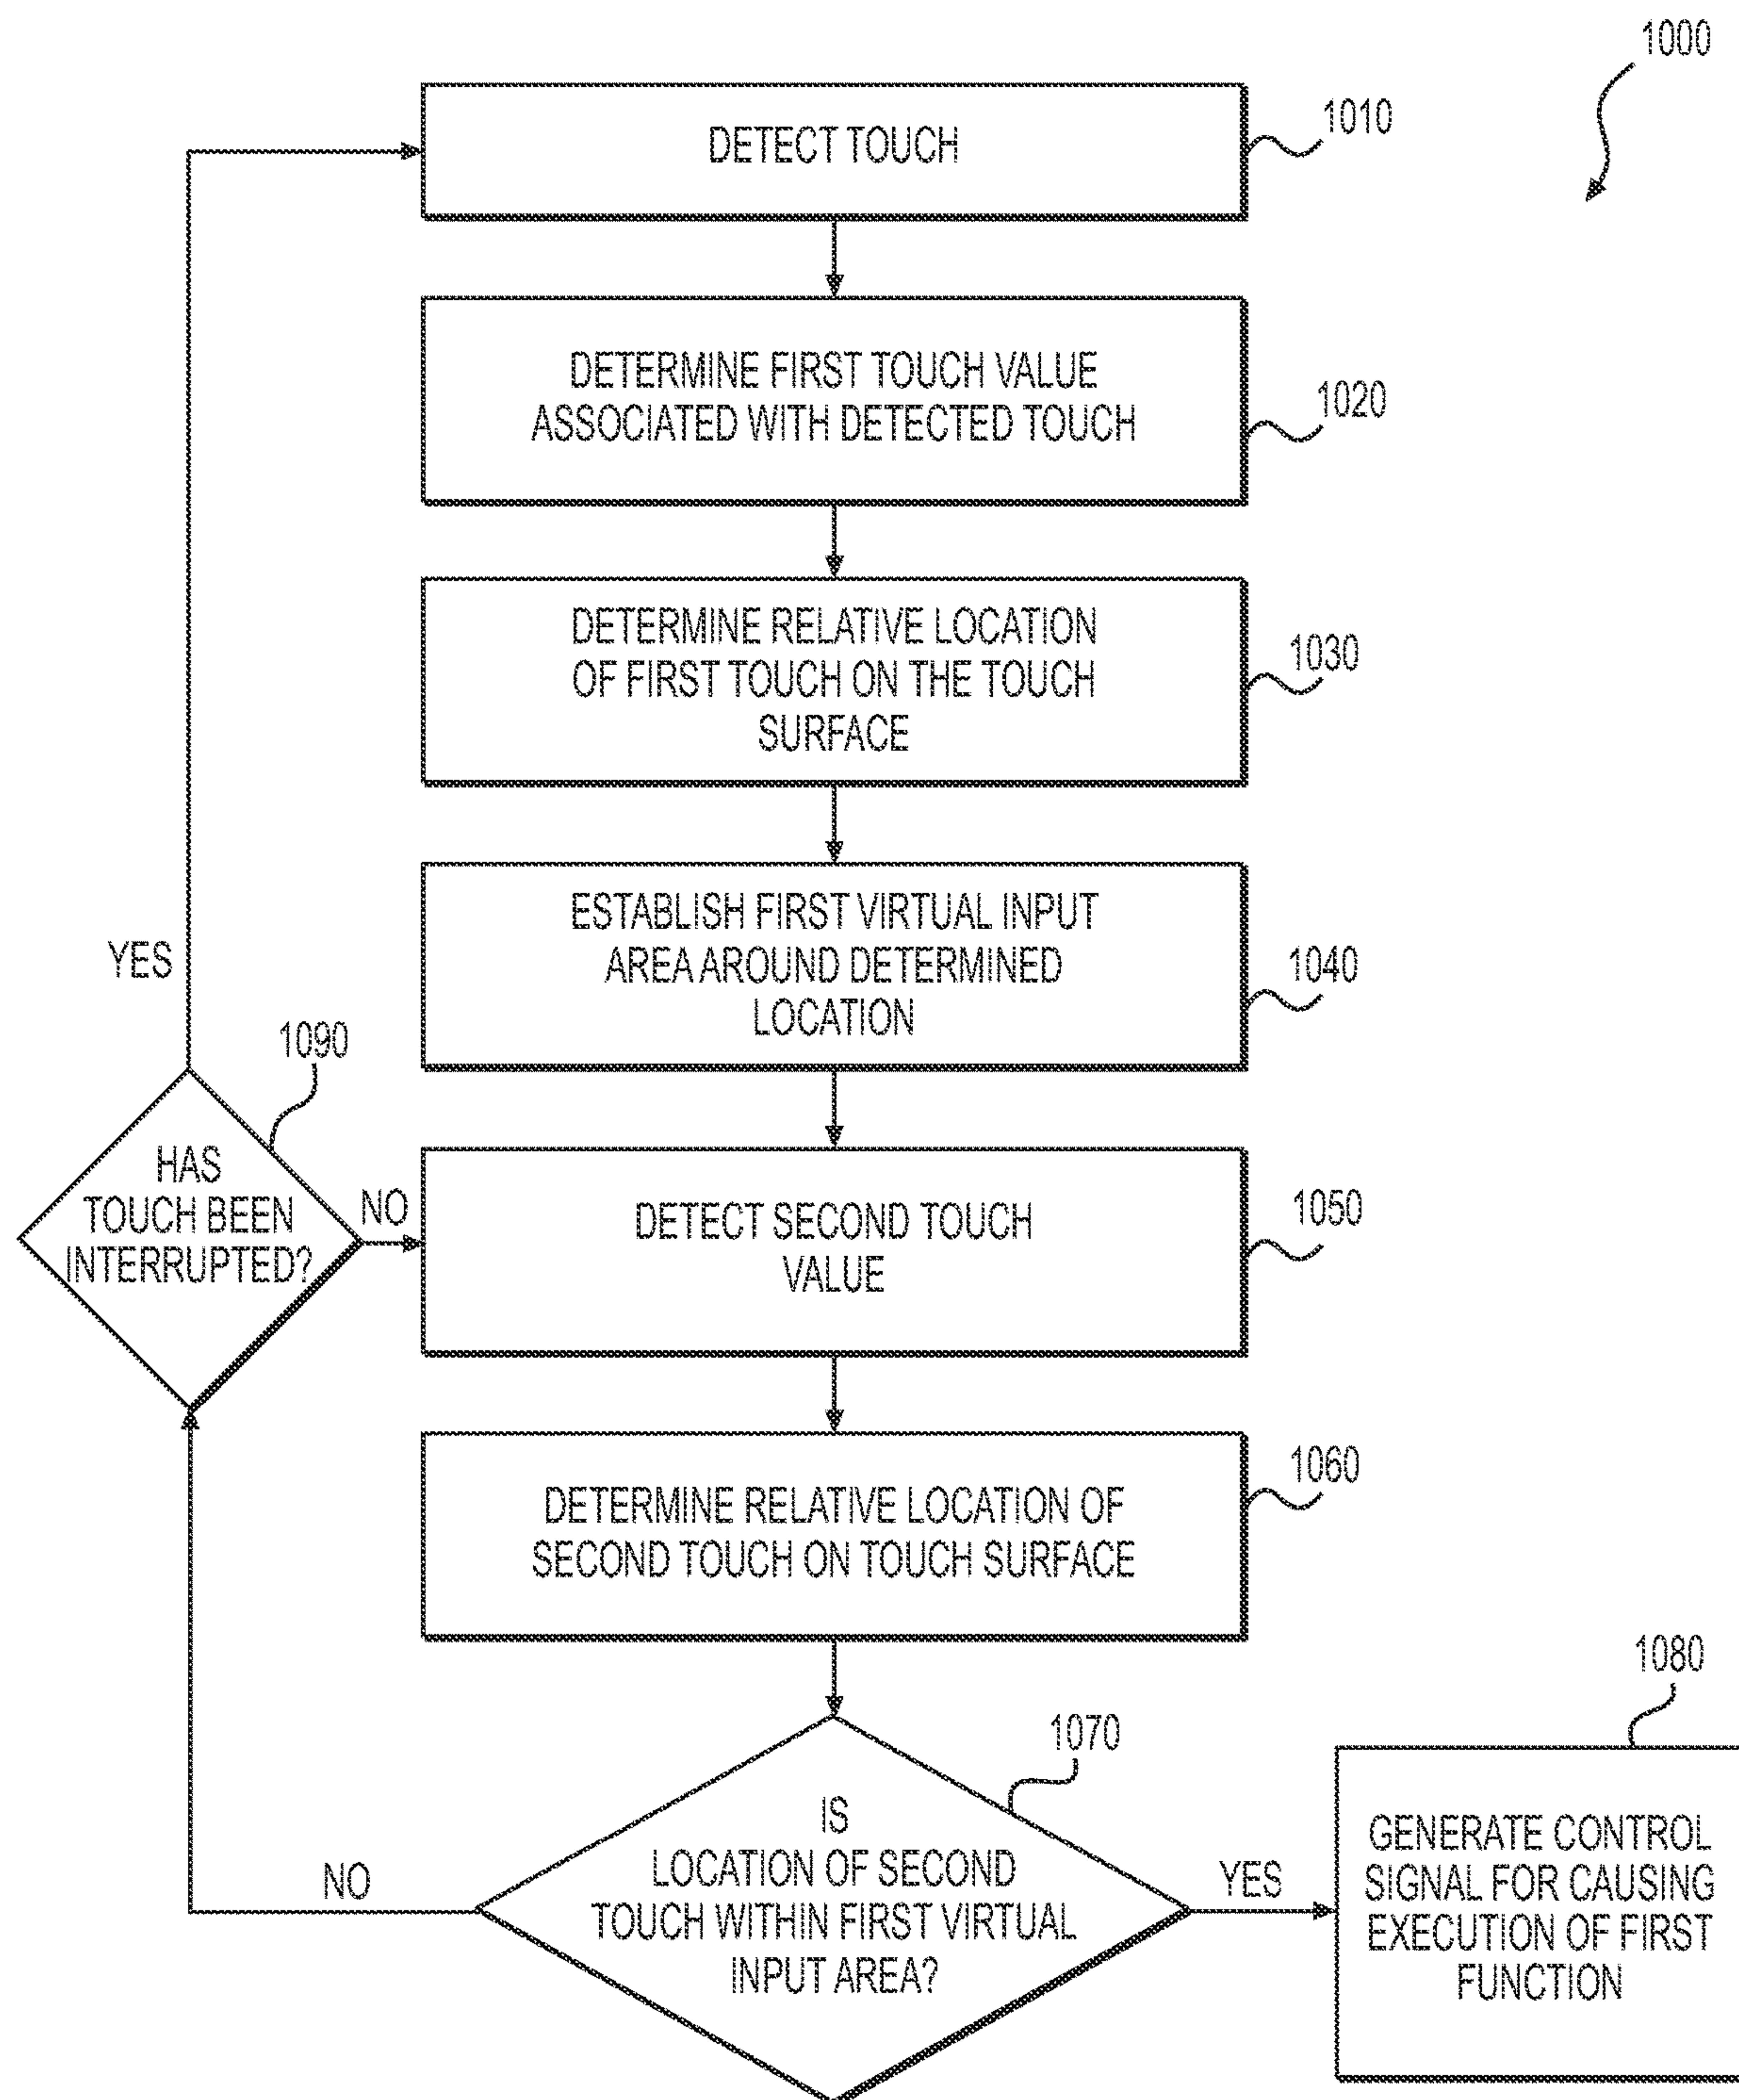 1000
DETECT TOUCH
1010
DETERMINE FIRST TOUCH VALUE
ASSOCIATED WITH DETECTED TOUCH
1020
DETERMINE RELATIVE LOCATION
OF FIRST TOUCH ON THE TOUCH
SURFACE
1030
ESTABLISH FIRST VIRTUAL INPUT
AREA AROUND DETERMINED
LOCATION
1040
YES
1090
HAS
TOUCH BEEN
INTERRUPTED?
NO
DETECT SECOND TOUCH
VALUE
1050
DETERMINE RELATIVE LOCATION OF
SECOND TOUCH ON TOUCH SURFACE
1060
1070
IS
LOCATION OF SECOND
TOUCH WITHIN FIRST VIRTUAL
INPUT AREA?
NO
YES
1080
GENERATE CONTROL
SIGNAL FOR CAUSING
EXECUTION OF FIRST
FUNCTION